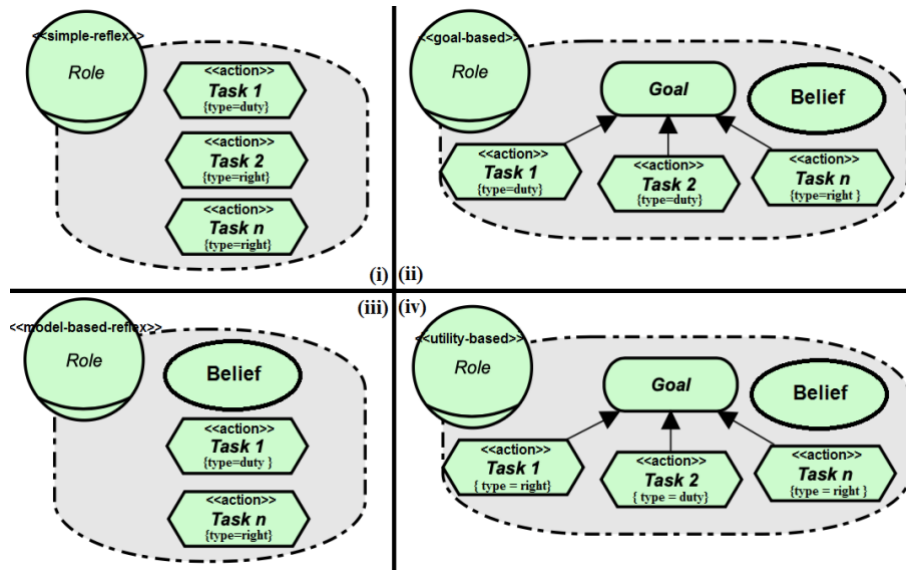 <<simple-reflex>>
Role
<<action>>
Task 1
{type=duty}
<<action>>
Task 2
{type=right}
<<action>>
Task n
{type=right}
(i)
<<goal-based>>
Role
Goal
Belief
<<action>>
Task 1
{type=duty}
<<action>>
Task 2
{type=duty}
<<action>>
Task n
{type=right }
(ii)
<<model-based-reflex>>
Role
Belief
<<action>>
Task 1
{type=duty }
<<action>>
Task n
{type=right}
(iii)
<<utility-based>>
Role
Goal
Belief
<<action>>
Task 1
{ type = right}
<<action>>
Task 2
{ type = duty}
<<action>>
Task n
{type = right }
(iv)